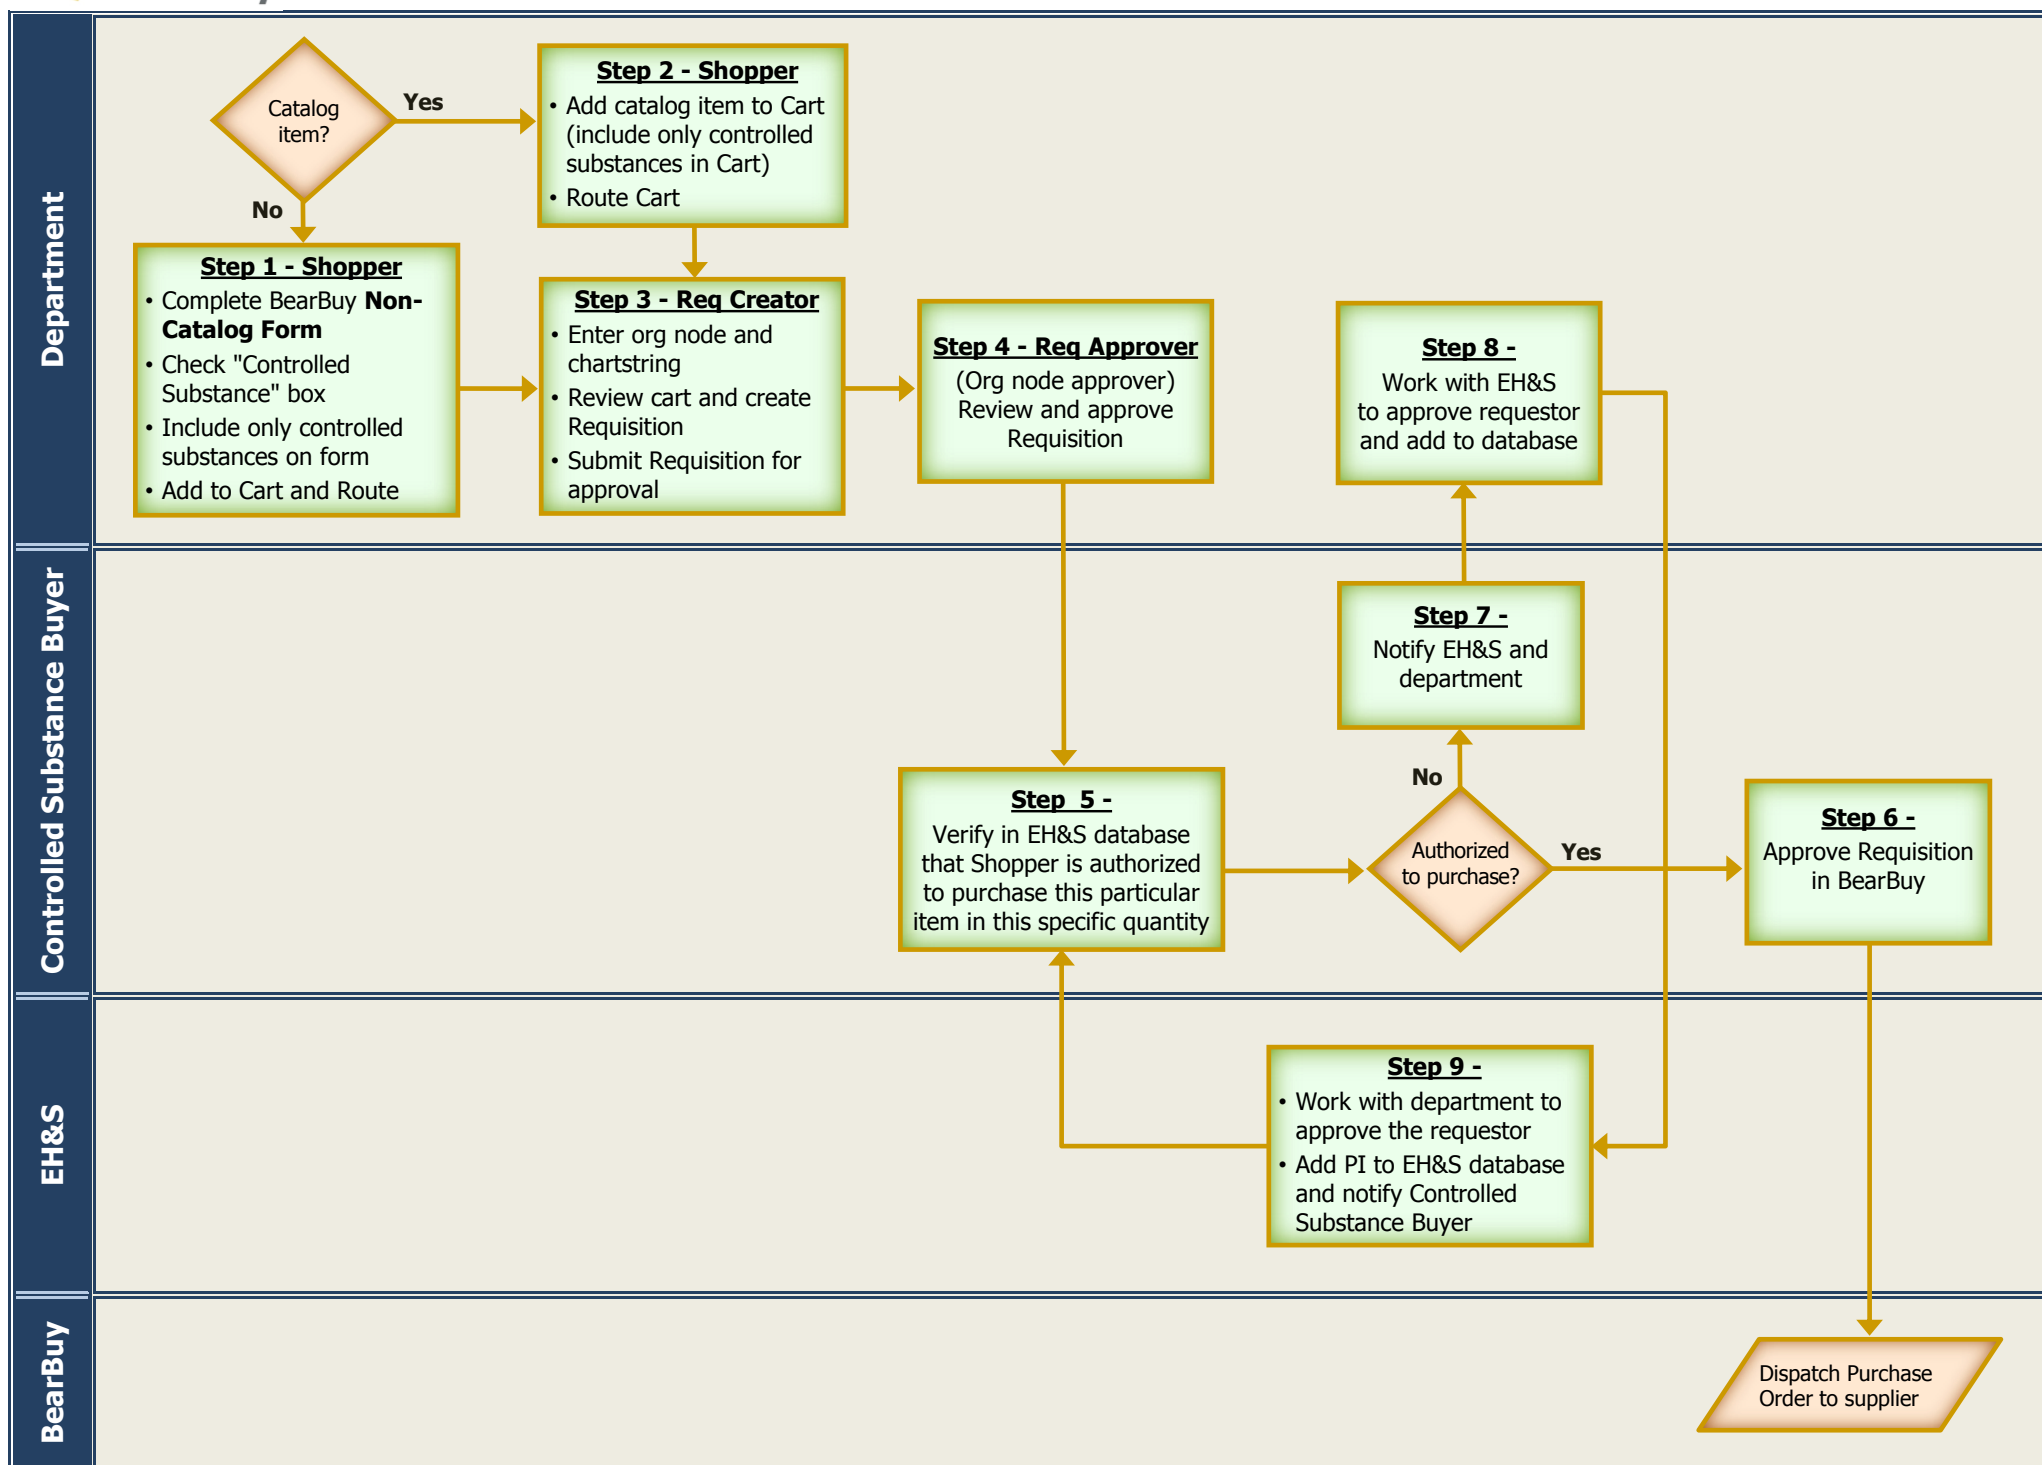 Department
Catalog
item?
Yes
No
Step 2 - Shopper
• Add catalog item to Cart
(include only controlled
substances in Cart)
• Route Cart
Step 1 - Shopper
• Complete BearBuy Non-
Catalog Form
• Check "Controlled
Substance" box
• Include only controlled
substances on form
• Add to Cart and Route
Step 3 - Req Creator
• Enter org node and
chartstring
• Review cart and create
Requisition
• Submit Requisition for
approval
Step 4 - Req Approver
(Org node approver)
Review and approve
Requisition
Step 8 -
Work with EH&S
to approve requestor
and add to database
Controlled Substance Buyer
Step 7 -
Notify EH&S and
department
No
Step 5 -
Verify in EH&S database
that Shopper is authorized
to purchase this particular
item in this specific quantity
Authorized
to purchase?
Yes
Step 6 -
Approve Requisition
in BearBuy
EH&S
Step 9 -
• Work with department to
approve the requestor
• Add PI to EH&S database
and notify Controlled
Substance Buyer
BearBuy
Dispatch Purchase
Order to supplier